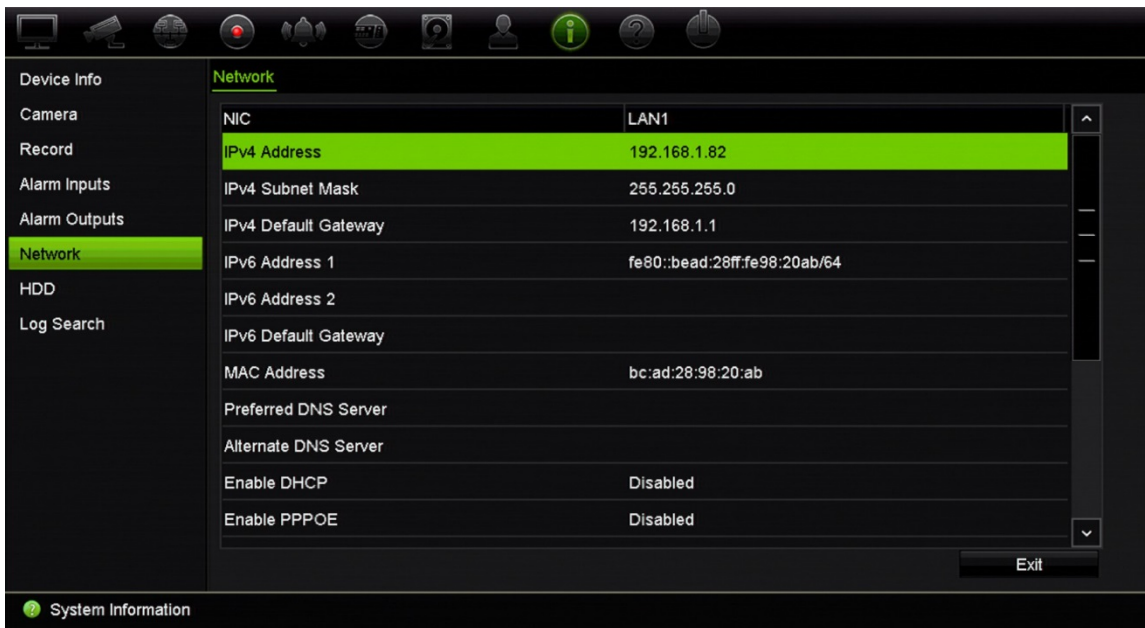 Device Info
Camera
Record
Alarm Inputs
Alarm Outputs
Network
HDD
Log Search
Network
NIC LAN1
IPv4 Address 192.168.1.82
IPv4 Subnet Mask 255.255.255.0
IPv4 Default Gateway 192.168.1.1
IPv6 Address 1 fe80::bead:28ff:fe98:20ab/64
IPv6 Address 2
IPv6 Default Gateway
MAC Address bc:ad:28:98:20:ab
Preferred DNS Server
Alternate DNS Server
Enable DHCP Disabled
Enable PPPOE Disabled
Exit
System Information